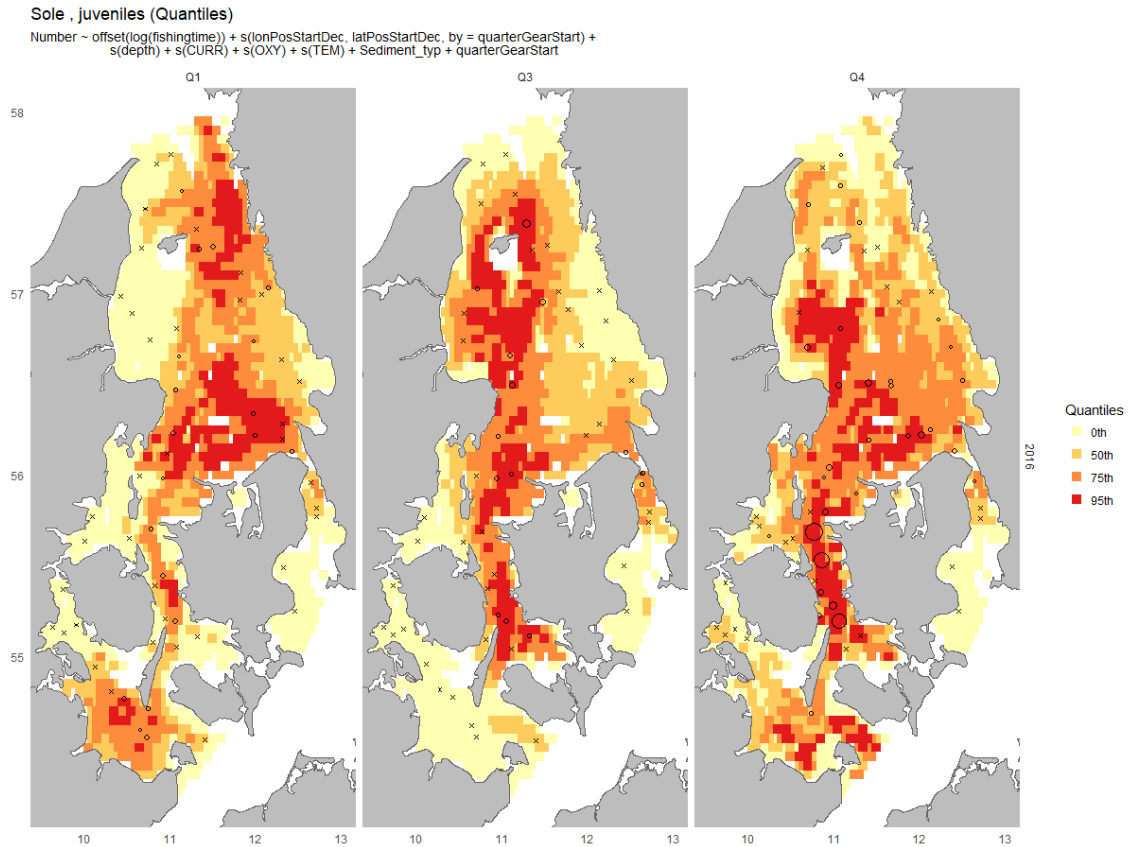 Sole , juveniles (Quantiles)
Number ~ offset(log(fishingtime)) + s(lonPosStartDec, latPosStartDec, by = quarterGearStart) +
s(depth) + s(CURR) + s(OXY) + s(TEM) + Sediment_typ + quarterGearStart
Q1 Q3 Q4
58
57
56
55
2016
Quantiles
0th
50th
75th
95th
10 11 12 13 10 11 12 13 10 11 12 13